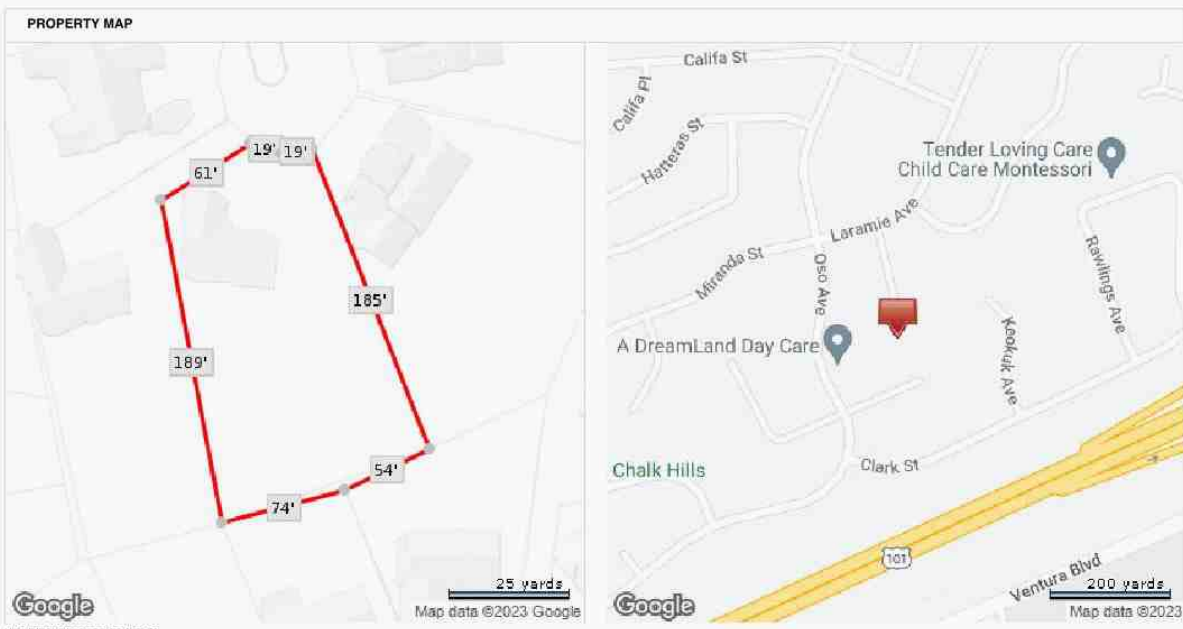 PROPERTY MAP
19'
19'
61'
185'
189'
54'
74'
25 yards
Google
Map data ©2023 Google
Califa St
Califa Pl
Hatteras St
Tender Loving Care
Child Care Montessori
Laramie Ave
Miranda St
Oso Ave
Rawlings Ave
A DreamLand Day Care
Keokuk Ave
Chalk Hills
Clark St
101
Ventura Blvd
200 yards
Google
Map data ©2023